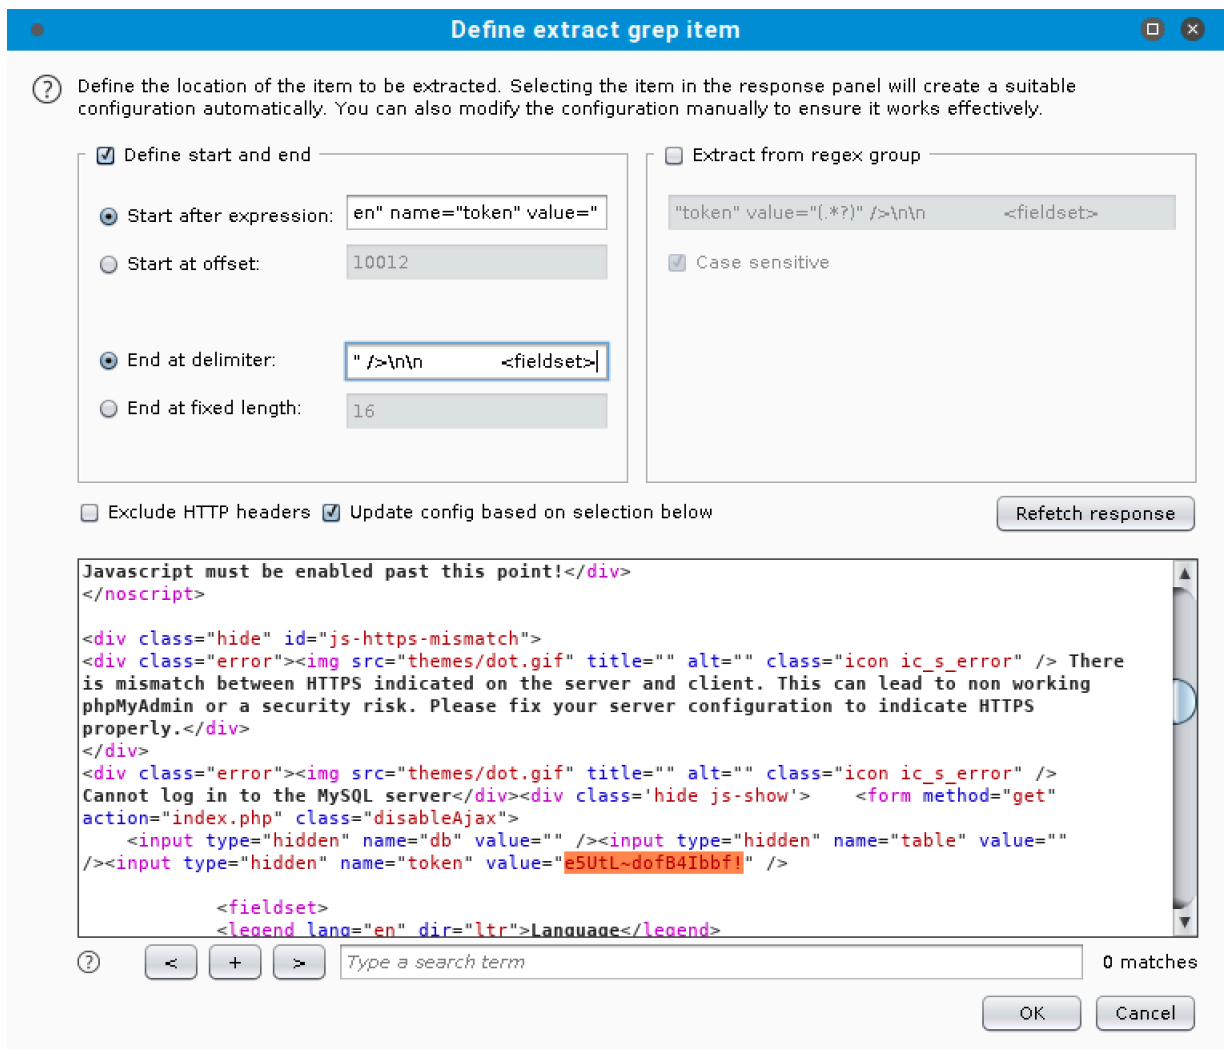 Define extract grep item
Define the location of the item to be extracted. Selecting the item in the response panel will create a suitable
configuration automatically. You can also modify the configuration manually to ensure it works effectively.
Define start and end
Start after expression: en" name="token" value="
Start at offset: 10012
End at delimiter: " />\n\n          <fieldset>
End at fixed length: 16
Extract from regex group
"token" value="(.*?)" />\n\n          <fieldset>
Case sensitive
Exclude HTTP headers Update config based on selection below
Refetch response
Javascript must be enabled past this point!</div>
</noscript>
<div class="hide" id="js-https-mismatch">
<div class="error"><img src="themes/dot.gif" title="" alt="" class="icon ic_s_error" /> There
is mismatch between HTTPS indicated on the server and client. This can lead to non working
phpMyAdmin or a security risk. Please fix your server configuration to indicate HTTPS
properly.</div>
</div>
<div class="error"><img src="themes/dot.gif" title="" alt="" class="icon ic_s_error" />
Cannot log in to the MySQL server</div><div class='hide js-show'>    <form method="get"
action="index.php" class="disableAjax">
    <input type="hidden" name="db" value="" /><input type="hidden" name="table" value=""
/><input type="hidden" name="token" value="e5UtL~dofB4Ibbf!" />
            <fieldset>
            <legend lang="en" dir="ltr">Language</legend>
< + > Type a search term 0 matches
OK Cancel